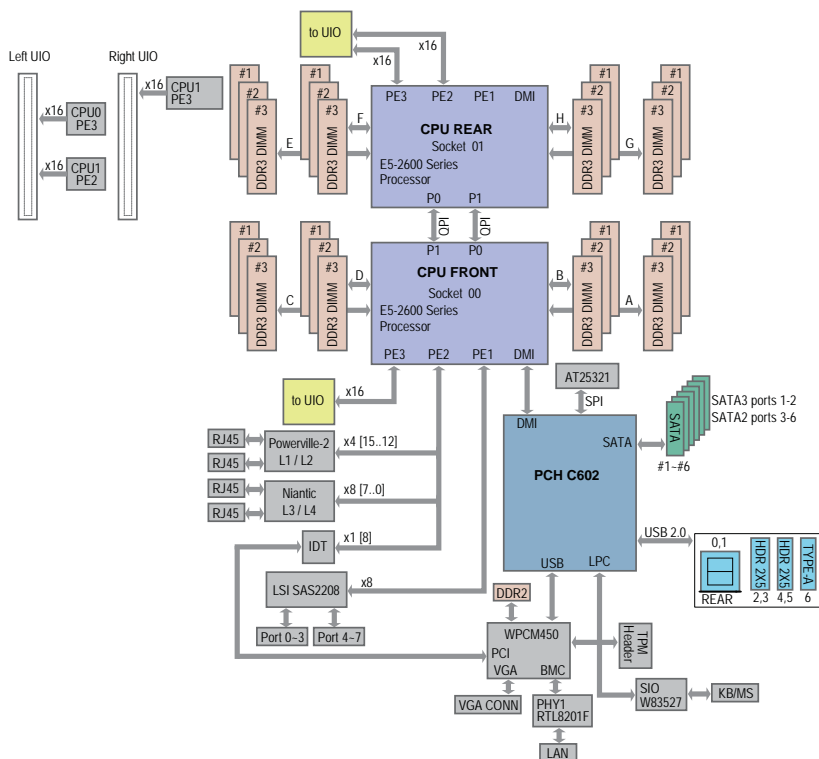 Left UIO
Right UIO
x16
CPU0
PE3
x16
CPU1
PE2
x16
CPU1
PE3
to UIO
x16
x16
#1
#2
#3
DDR3 DIMM
E
#1
#2
#3
DDR3 DIMM
F
PE3 PE2 PE1 DMI
CPU REAR
Socket 01
E5-2600 Series
Processor
P0 P1
H
#1
#2
#3
DDR3 DIMM
G
#1
#2
#3
DDR3 DIMM
QPI
QPI
#1
#2
#3
DDR3 DIMM
C
#1
#2
#3
DDR3 DIMM
D
P1 P0
CPU FRONT
Socket 00
E5-2600 Series
Processor
PE3 PE2 PE1 DMI
B
#1
#2
#3
DDR3 DIMM
A
#1
#2
#3
DDR3 DIMM
to UIO
x16
RJ45
RJ45
Powerville-2
L1 / L2
x4 [15..12]
RJ45
RJ45
Niantic
L3 / L4
x8 [7..0]
IDT
x1 [8]
LSI SAS2208
x8
Port 0~3
Port 4~7
AT25321
SPI
DMI
SATA
PCH C602
USB LPC
SATA
#1~#6
SATA3 ports 1-2
SATA2 ports 3-6
USB 2.0
0,1
REAR
HDR 2X5
2,3
HDR 2X5
4,5
TYPE-A
6
DDR2
WPCM450
PCI
VGA BMC
TPM
Header
VGA CONN
PHY1
RTL8201F
LAN
SIO
W83527
KB/MS